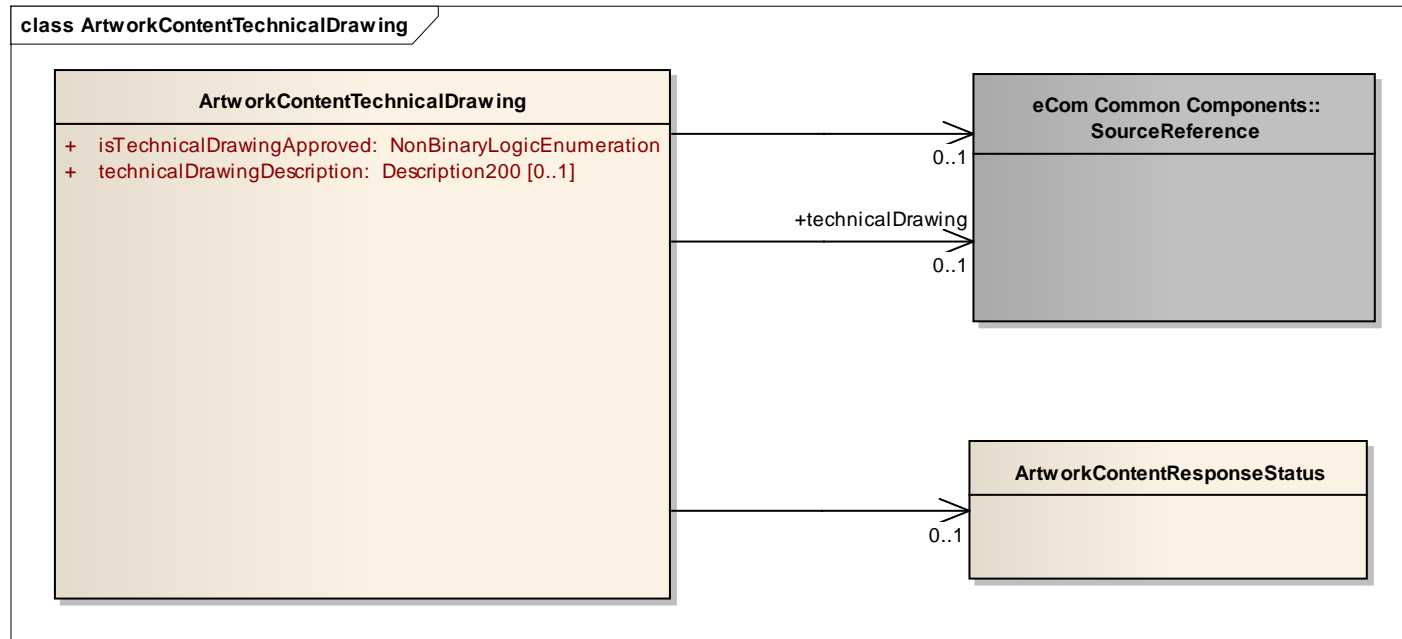 class ArtworkContentTechnicalDrawing
ArtworkContentTechnicalDrawing
+ isTechnicalDrawingApproved: NonBinaryLogicEnumeration
+ technicalDrawingDescription: Description200 [0..1]
eCom Common Components::
SourceReference
0..1
+technicalDrawing
0..1
ArtworkContentResponseStatus
0..1